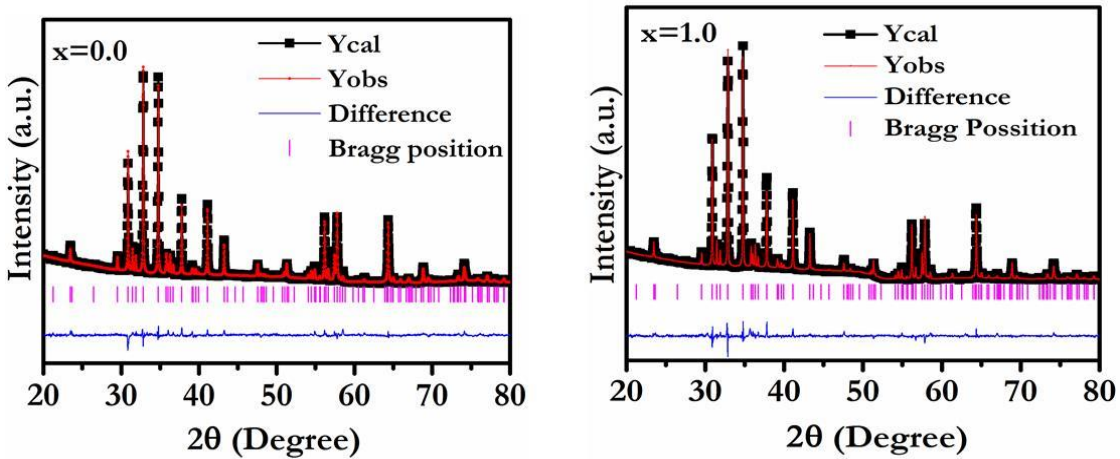 x=0.0
Ycal
Yobs
Difference
Bragg position
Intensity (a.u.)
20 30 40 50 60 70 80
2θ (Degree)
x=1.0
Ycal
Yobs
Difference
Bragg Possition
Intensity (a.u.)
20 30 40 50 60 70 80
2θ (Degree)